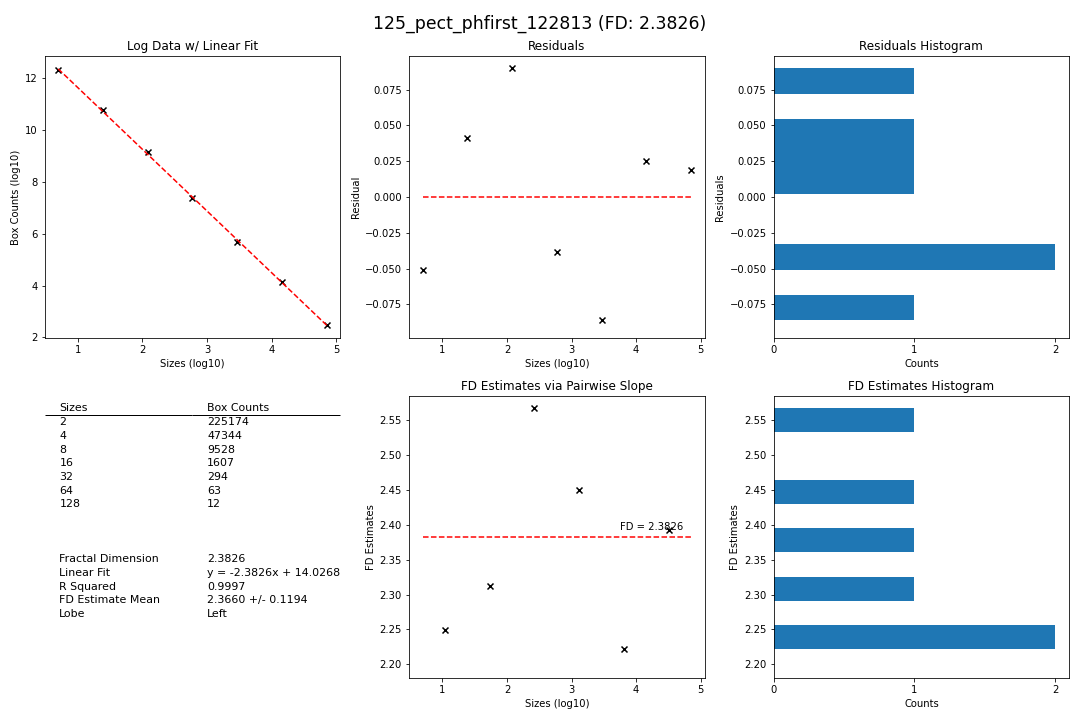 125_pect_phfirst_122813 (FD: 2.3826)
Log Data w/ Linear Fit
Box Counts (log10)
12
10
8
6
4
2
1
2
3
4
5
Sizes (log10)
Residuals
Residual
0.075
0.050
0.025
0.000
−0.025
−0.050
−0.075
1
2
3
4
5
Sizes (log10)
Residuals Histogram
Residuals
0.075
0.050
0.025
0.000
−0.025
−0.050
−0.075
0
1
2
Counts
Sizes Box Counts
2 225174
4 47344
8 9528
16 1607
32 294
64 63
128 12
Fractal Dimension 2.3826
Linear Fit y = -2.3826x + 14.0268
R Squared 0.9997
FD Estimate Mean 2.3660 +/- 0.1194
Lobe Left
FD Estimates via Pairwise Slope
FD Estimates
2.55
2.50
2.45
2.40
2.35
2.30
2.25
2.20
FD = 2.3826
1
2
3
4
5
Sizes (log10)
FD Estimates Histogram
FD Estimates
2.55
2.50
2.45
2.40
2.35
2.30
2.25
2.20
0
1
2
Counts